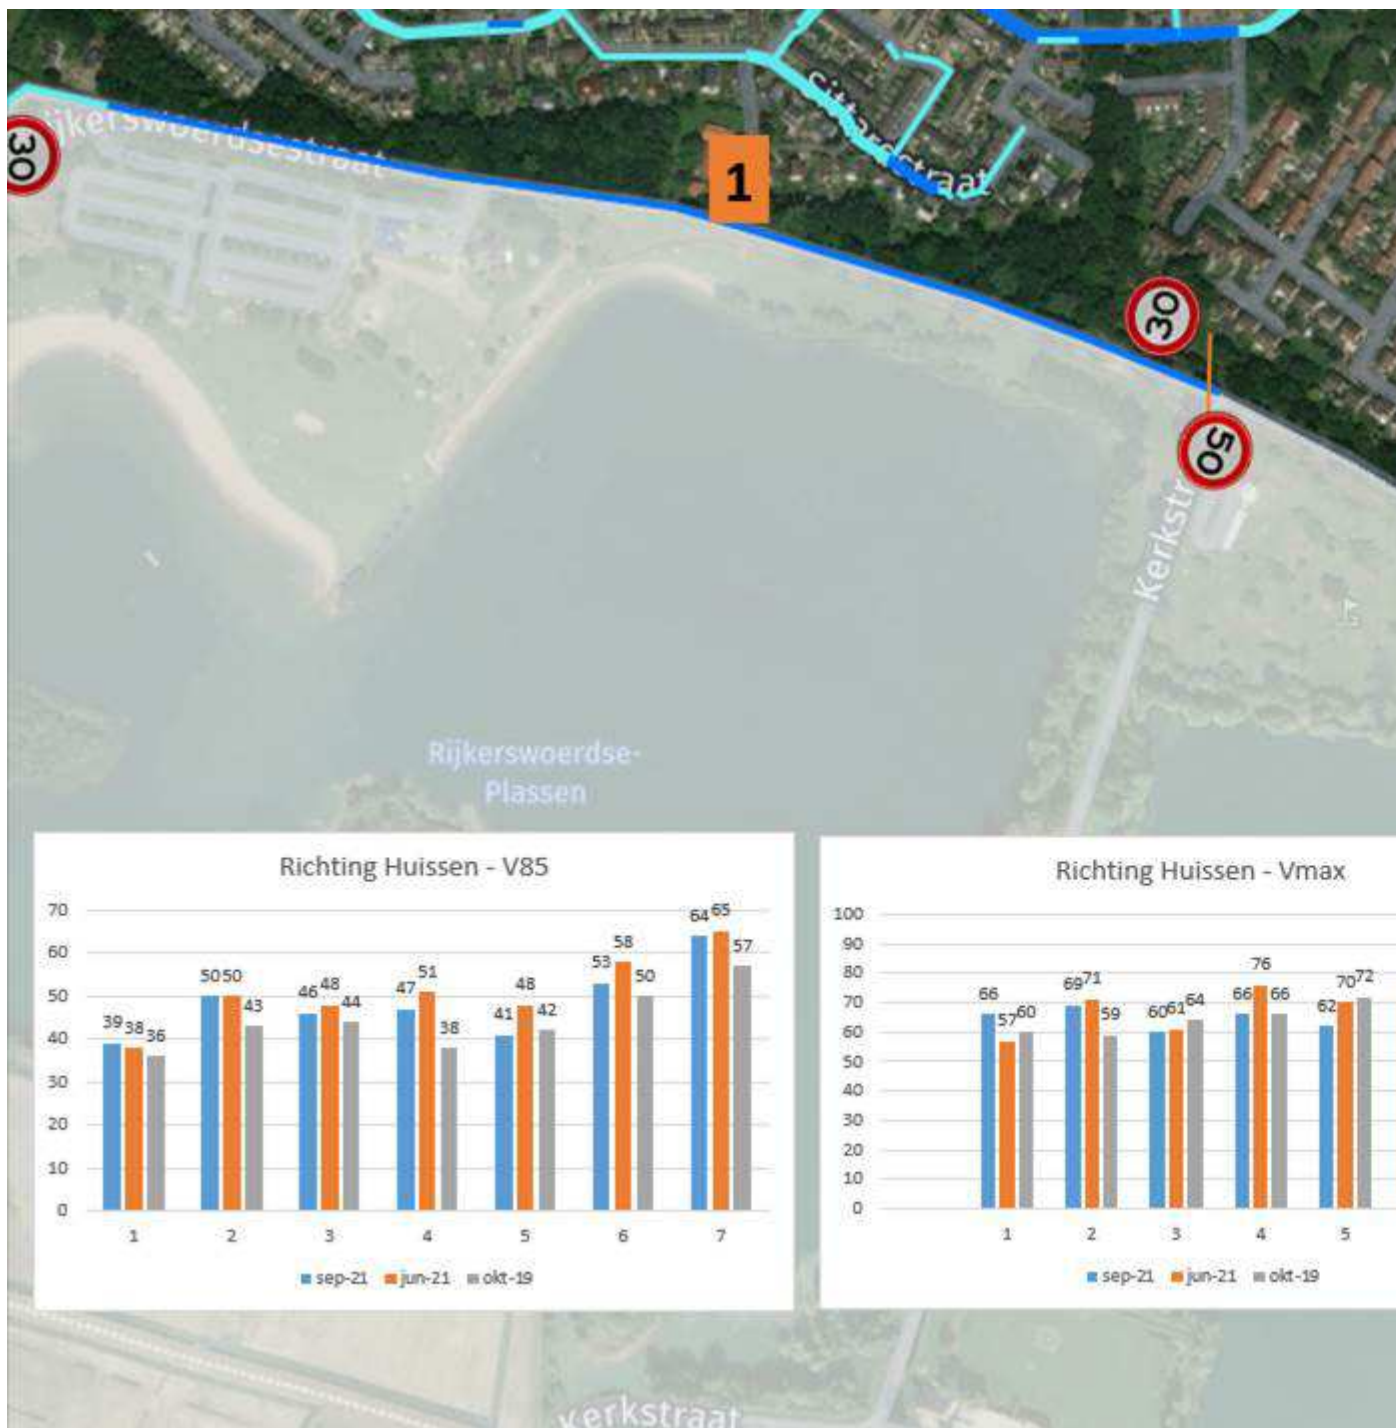 Rijkerswoerdsestraat
30
1
Sittardstraat
30
50
Kerkstr
Rijkerswoerdse-
Plassen
Richting Huissen - V85
70
60
50
40
30
20
10
0
39 38 36
50 50 43
46 48 44
47 51 38
41 48 42
53 58 50
64 65 57
1 2 3 4 5 6 7
sep-21 jun-21 okt-19
Richting Huissen - Vmax
100
90
80
70
60
50
40
30
20
10
0
66 57 60
69 71 59
60 61 64
66 76 66
62 70 72
1 2 3 4 5
sep-21 jun-21 okt-19
Kerkstraat